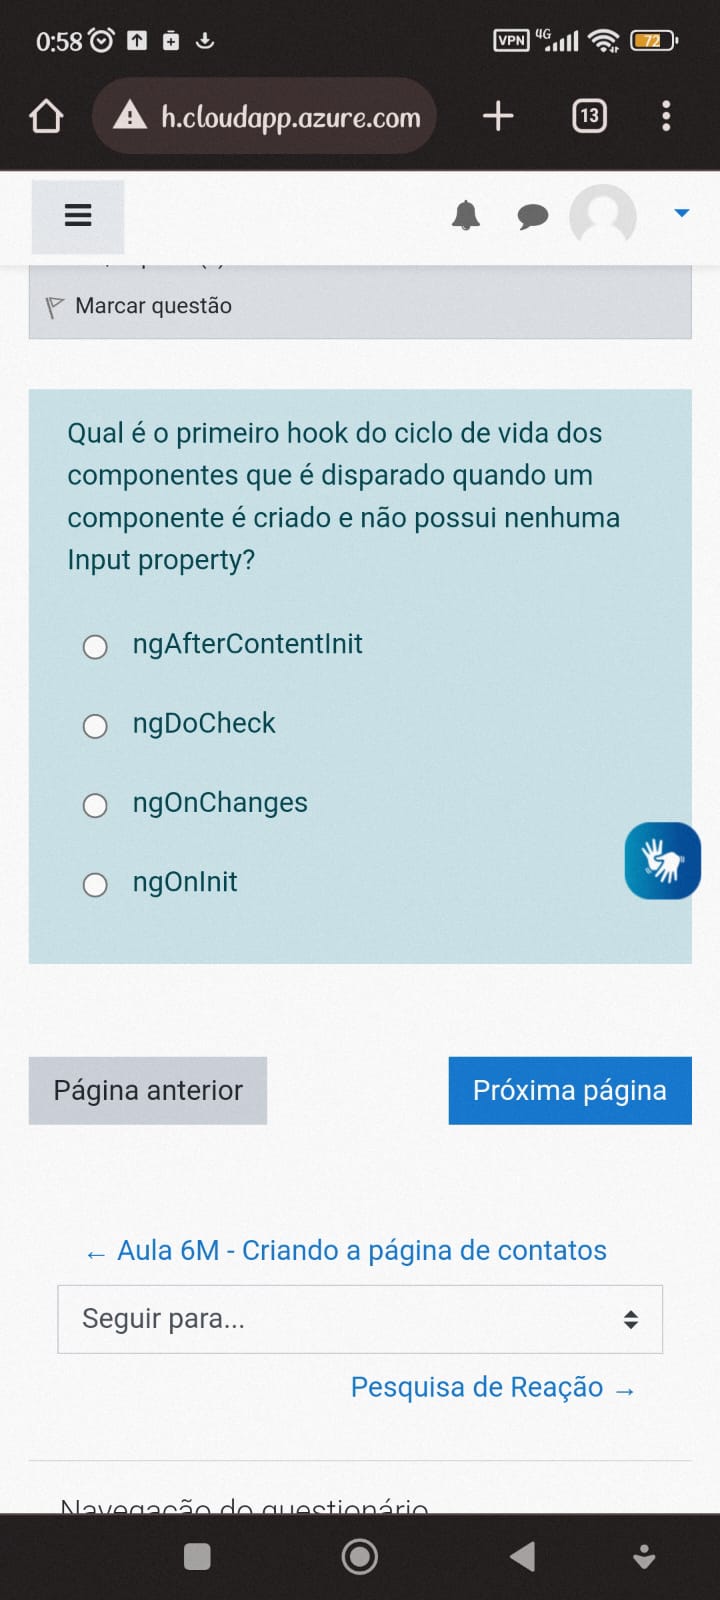 0:58
VPN 4G 72
h.cloudapp.azure.com
13
Marcar questão
Qual é o primeiro hook do ciclo de vida dos
componentes que é disparado quando um
componente é criado e não possui nenhuma
Input property?
ngAfterContentInit
ngDoCheck
ngOnChanges
ngOnInit
Página anterior
Próxima página
← Aula 6M - Criando a página de contatos
Seguir para...
Pesquisa de Reação →
Navegação do questionário